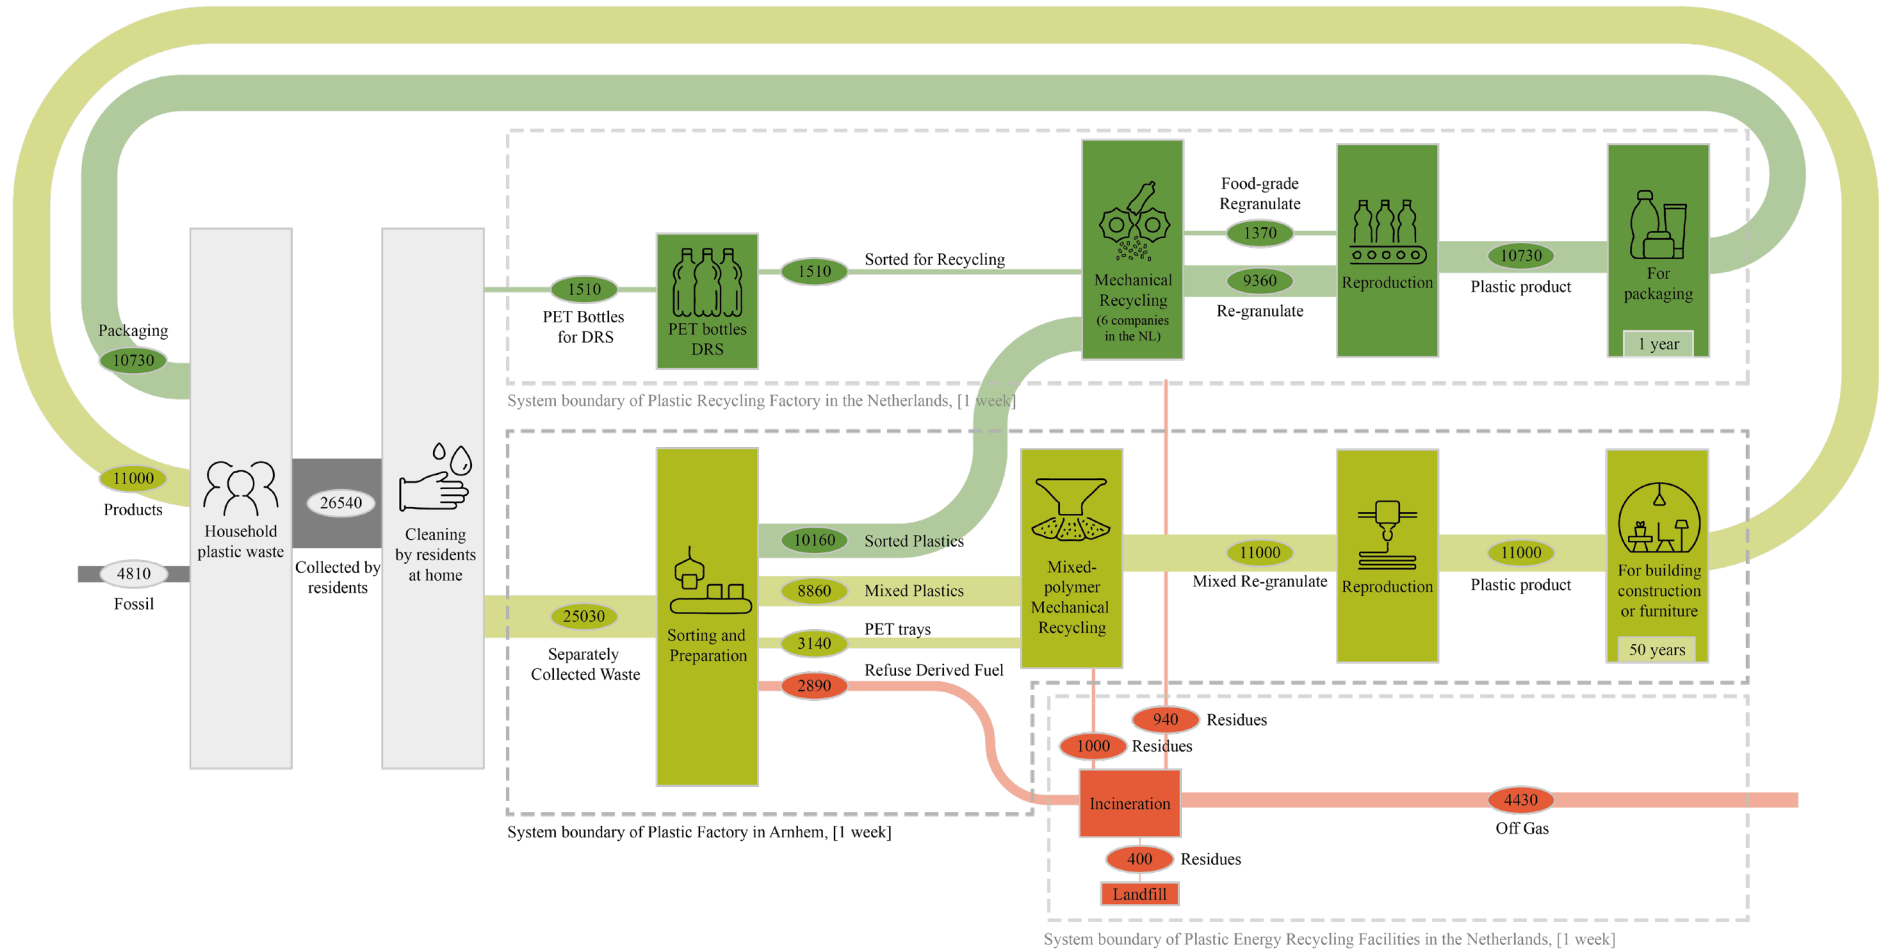 Packaging
10730
11000
Products
4810
Fossil
Household
plastic waste
26540
Collected by
residents
Cleaning
by residents
at home
1510
PET Bottles
for DRS
PET bottles
DRS
1510
Sorted for Recycling
Mechanical
Recycling
(6 companies
in the NL)
Food-grade
Regranulate
1370
9360
Re-granulate
Reproduction
10730
Plastic product
For
packaging
1 year
System boundary of Plastic Recycling Factory in the Netherlands, [1 week]
25030
Separately
Collected Waste
Sorting and
Preparation
10160
Sorted Plastics
8860
Mixed Plastics
PET trays
3140
Refuse Derived Fuel
2890
Mixed-
polymer
Mechanical
Recycling
11000
Mixed Re-granulate
Reproduction
11000
Plastic product
For building
construction
or furniture
50 years
System boundary of Plastic Factory in Arnhem, [1 week]
940
Residues
1000
Residues
Incineration
4430
Off Gas
400
Residues
Landfill
System boundary of Plastic Energy Recycling Facilities in the Netherlands, [1 week]